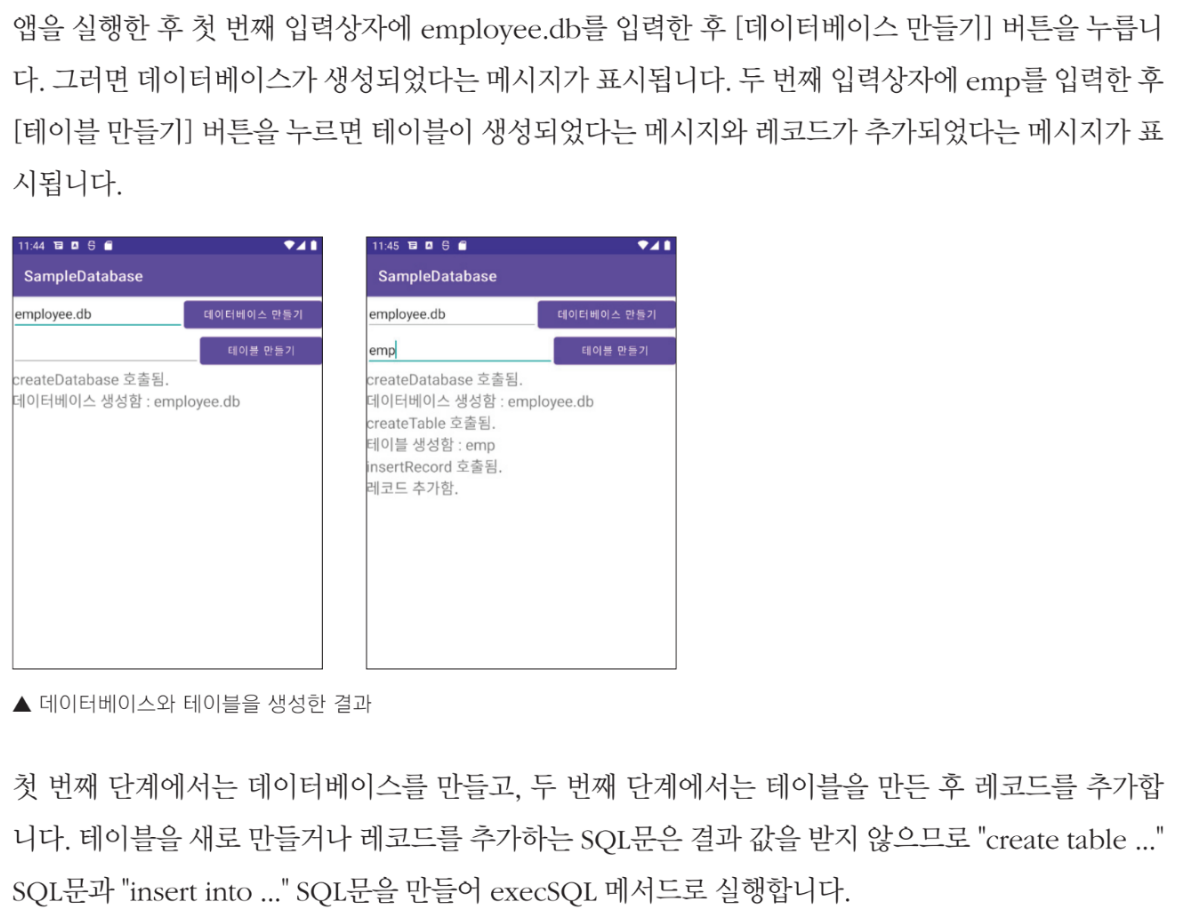 앱을 실행한 후 첫 번째 입력상자에 employee.db를 입력한 후 [데이터베이스 만들기] 버튼을 누릅니
다. 그러면 데이터베이스가 생성되었다는 메시지가 표시됩니다. 두 번째 입력상자에 emp를 입력한 후
[테이블 만들기] 버튼을 누르면 테이블이 생성되었다는 메시지와 레코드가 추가되었다는 메시지가 표
시됩니다.
11:44
SampleDatabase
employee.db
데이터베이스 만들기
테이블 만들기
createDatabase 호출됨.
데이터베이스 생성함 : employee.db
11:45
SampleDatabase
employee.db
데이터베이스 만들기
emp
테이블 만들기
createDatabase 호출됨.
데이터베이스 생성함 : employee.db
createTable 호출됨.
테이블 생성함 : emp
insertRecord 호출됨.
레코드 추가함.
▲ 데이터베이스와 테이블을 생성한 결과
첫 번째 단계에서는 데이터베이스를 만들고, 두 번째 단계에서는 테이블을 만든 후 레코드를 추가합
니다. 테이블을 새로 만들거나 레코드를 추가하는 SQL문은 결과 값을 받지 않으므로 "create table ..."
SQL문과 "insert into ..." SQL문을 만들어 execSQL 메서드로 실행합니다.